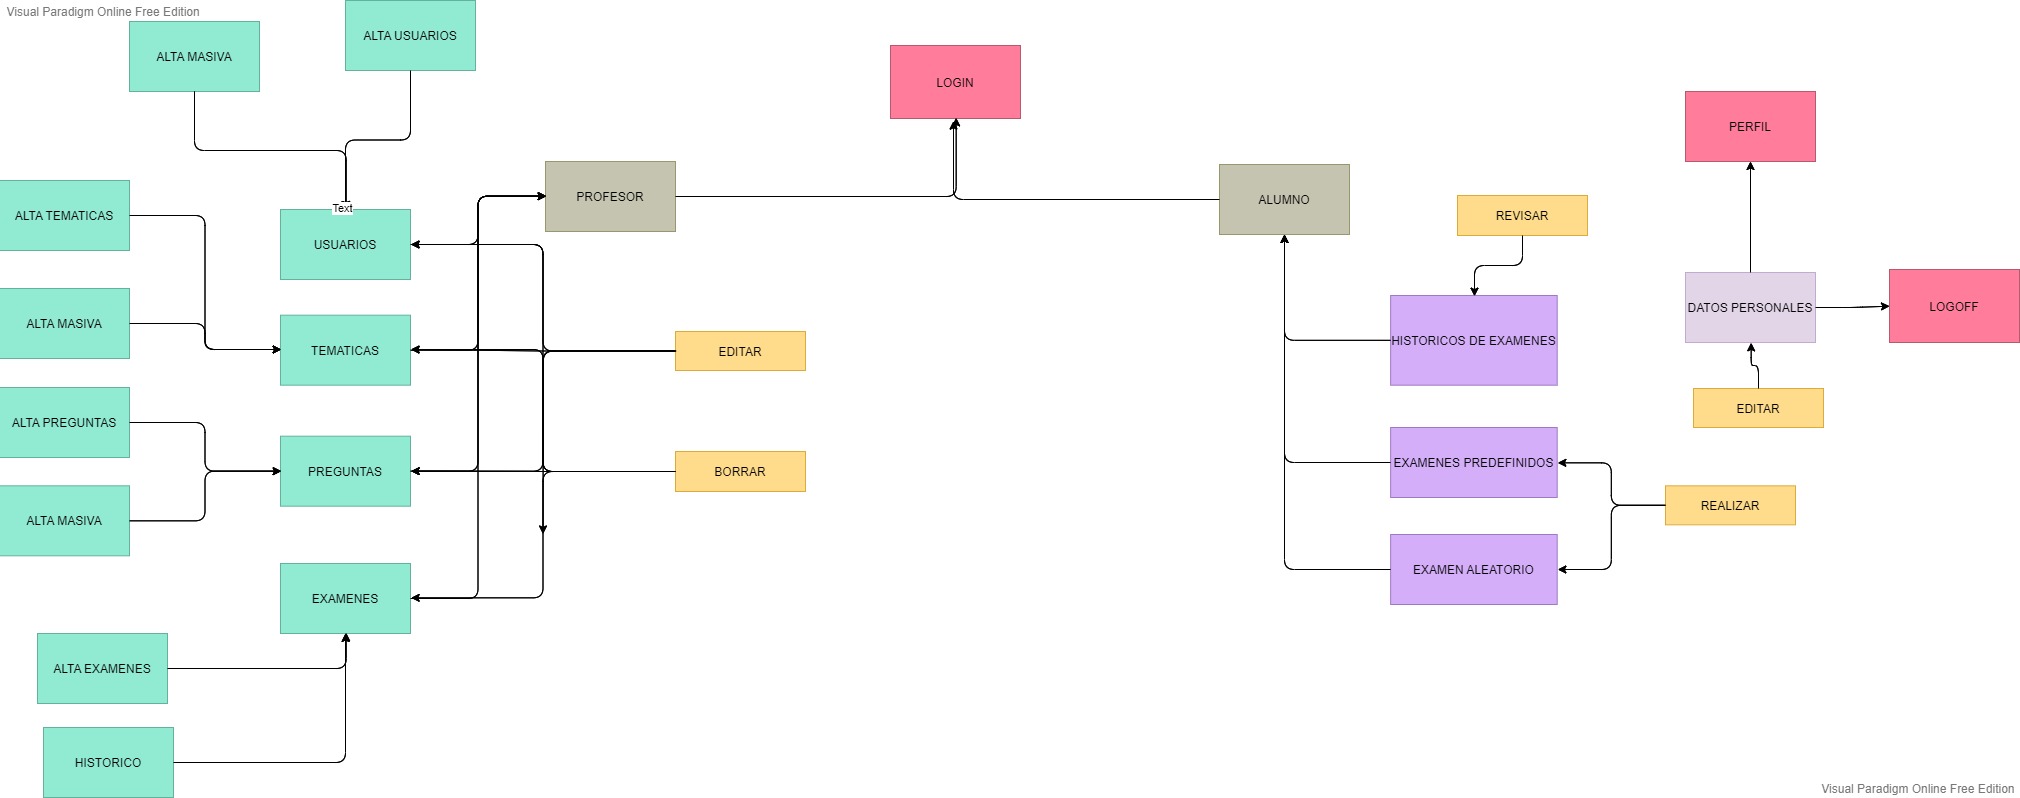 Visual Paradigm Online Free Edition
ALTA USUARIOS
ALTA MASIVA
LOGIN
PERFIL
ALTA TEMATICAS
PROFESOR
ALUMNO
REVISAR
Text
USUARIOS
DATOS PERSONALES
LOGOFF
ALTA MASIVA
TEMATICAS
EDITAR
HISTORICOS DE EXAMENES
EDITAR
ALTA PREGUNTAS
PREGUNTAS
BORRAR
EXAMENES PREDEFINIDOS
REALIZAR
ALTA MASIVA
EXAMEN ALEATORIO
EXAMENES
ALTA EXAMENES
HISTORICO
Visual Paradigm Online Free Edition